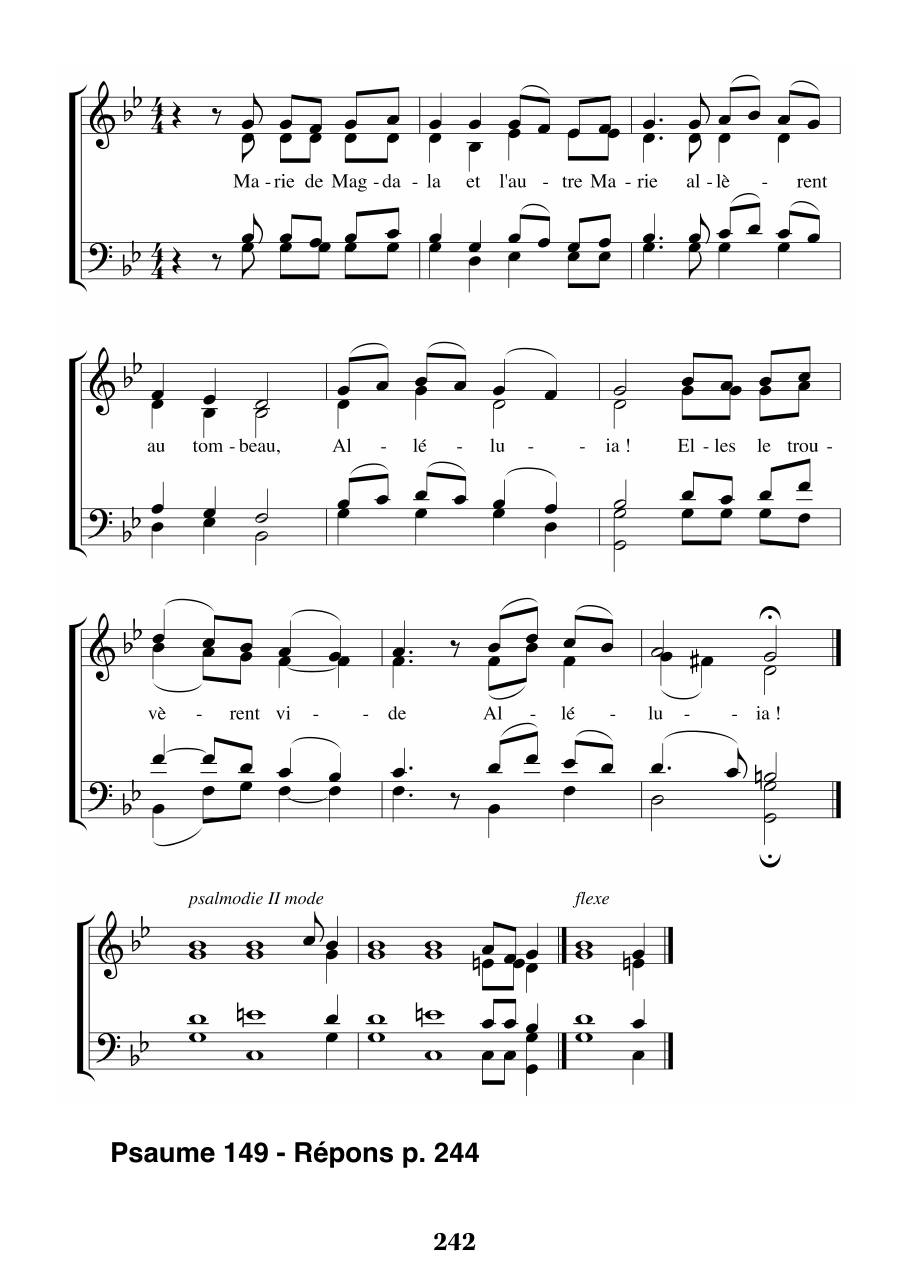 Ma - rie de Mag - da - la et l'au - tre Ma - rie al - lè - rent
au tom - beau, Al - lé - lu - - ia ! El - les le trou -
vè - rent vi - - de Al - lé - lu - - ia !
psalmodie II mode flexe
Psaume 149 - Répons p. 244
242